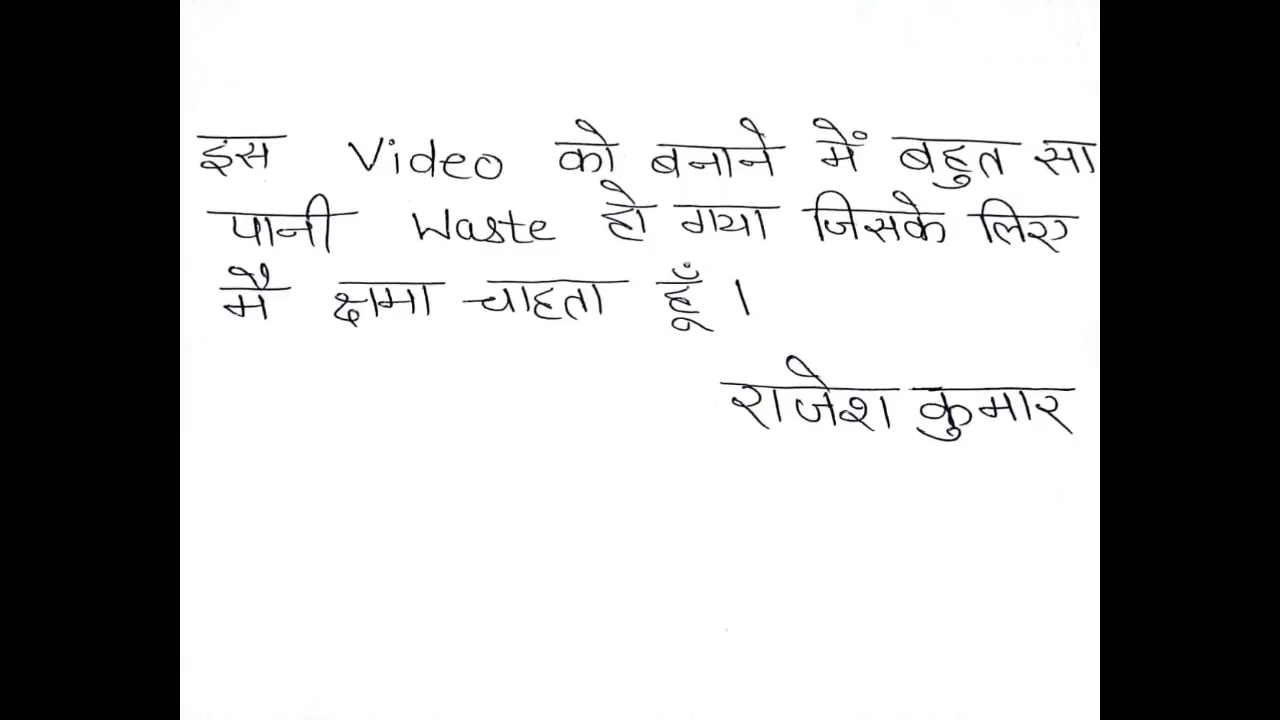 इस Video को बनाने में बहुत सा
पानी Waste हो गया जिसके लिए
मै क्षमा चाहता हूँ ।
राजेश कुमार